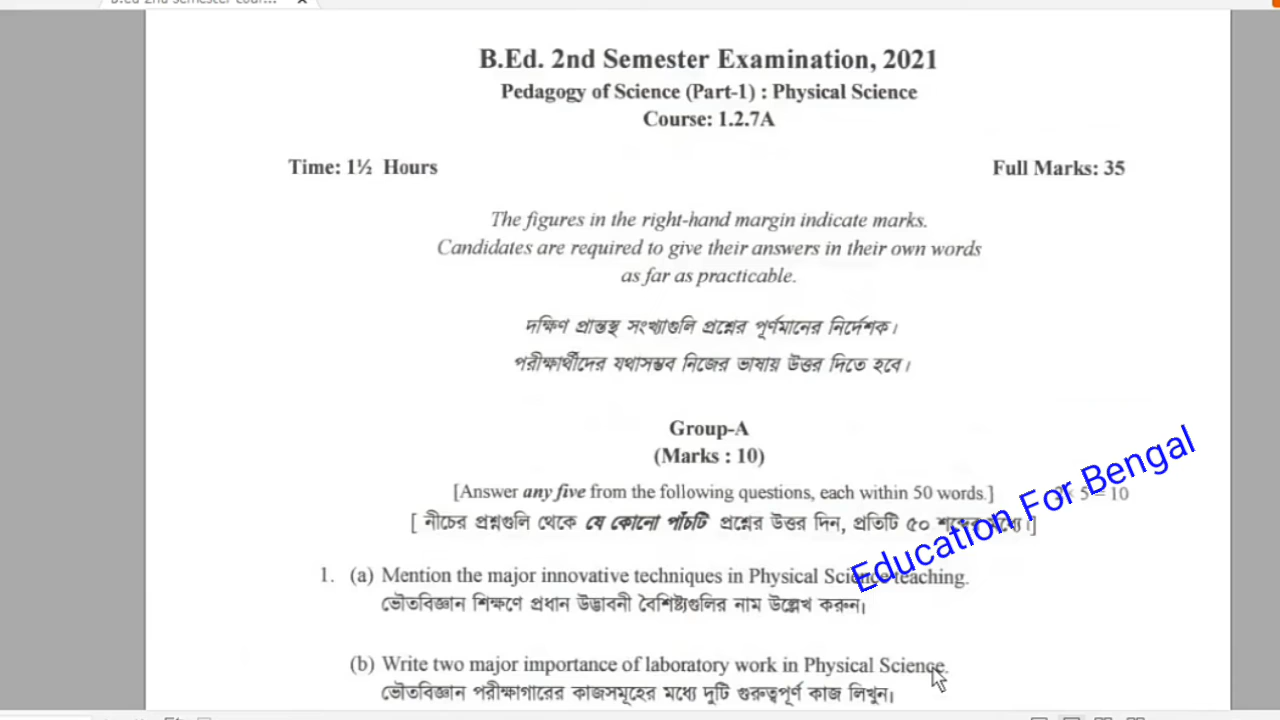 B.Ed. 2nd Semester Examination, 2021
Pedagogy of Science (Part-1) : Physical Science
Course: 1.2.7A
Time: 1½ Hours Full Marks: 35
The figures in the right-hand margin indicate marks.
Candidates are required to give their answers in their own words
as far as practicable.
দক্ষিণ প্রান্তস্থ সংখ্যাগুলি প্রশ্নের পূর্ণমানের নির্দেশক।
পরীক্ষার্থীদের যথাসম্ভব নিজের ভাষায় উত্তর দিতে হবে।
Group-A
(Marks : 10)
[Answer any five from the following questions, each within 50 words.] 5 = 10
[ নীচের প্রশ্নগুলি থেকে যে কোনো পাঁচটি প্রশ্নের উত্তর দিন, প্রতিটি ৫০
Education For Bengal
1. (a) Mention the major innovative techniques in Physical Science teaching.
ভৌতবিজ্ঞান শিক্ষণে প্রধান উদ্ভাবনী বৈশিষ্ট্যগুলির নাম উল্লেখ করুন।
(b) Write two major importance of laboratory work in Physical Science.
ভৌতবিজ্ঞান পরীক্ষাগারের কাজসমূহের মধ্যে দুটি গুরুত্বপূর্ণ কাজ লিখুন।